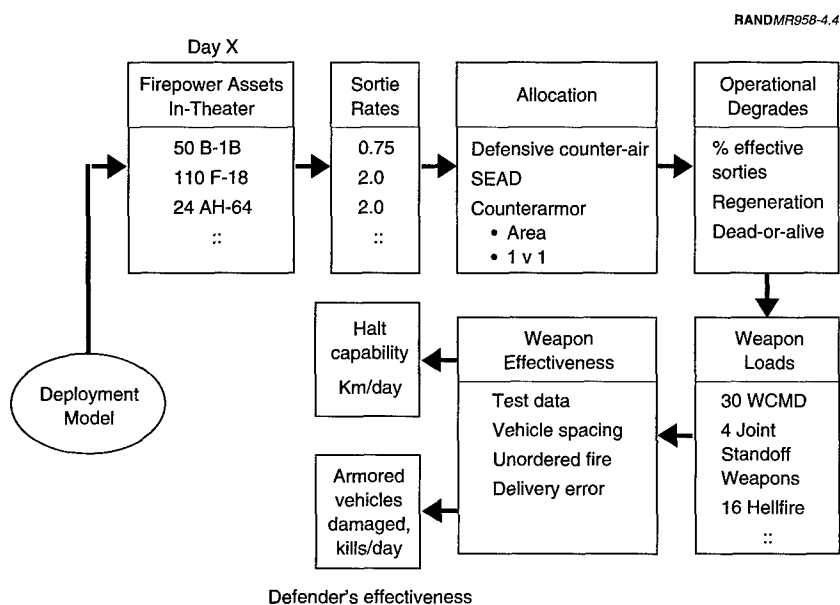 RANDMR958-4.4
Day X
Firepower Assets
In-Theater
50 B-1B
110 F-18
24 AH-64
::
Sortie
Rates
0.75
2.0
2.0
::
Allocation
Defensive counter-air
SEAD
Counterarmor
• Area
• 1 v 1
Operational
Degrades
% effective
sorties
Regeneration
Dead-or-alive
Deployment
Model
Halt
capability
Km/day
Armored
vehicles
damaged,
kills/day
Weapon
Effectiveness
Test data
Vehicle spacing
Unordered fire
Delivery error
Weapon
Loads
30 WCMD
4 Joint
Standoff
Weapons
16 Hellfire
::
Defender's effectiveness